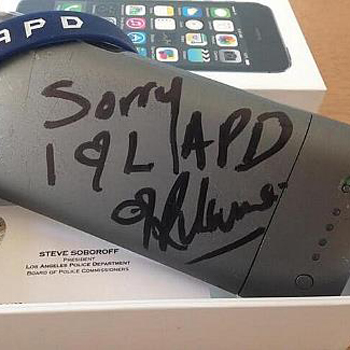 APD
Sorry
I ♥ LAPD
STEVE SOBOROFF
PRESIDENT
LOS ANGELES POLICE DEPARTMENT
BOARD OF POLICE COMMISSIONERS